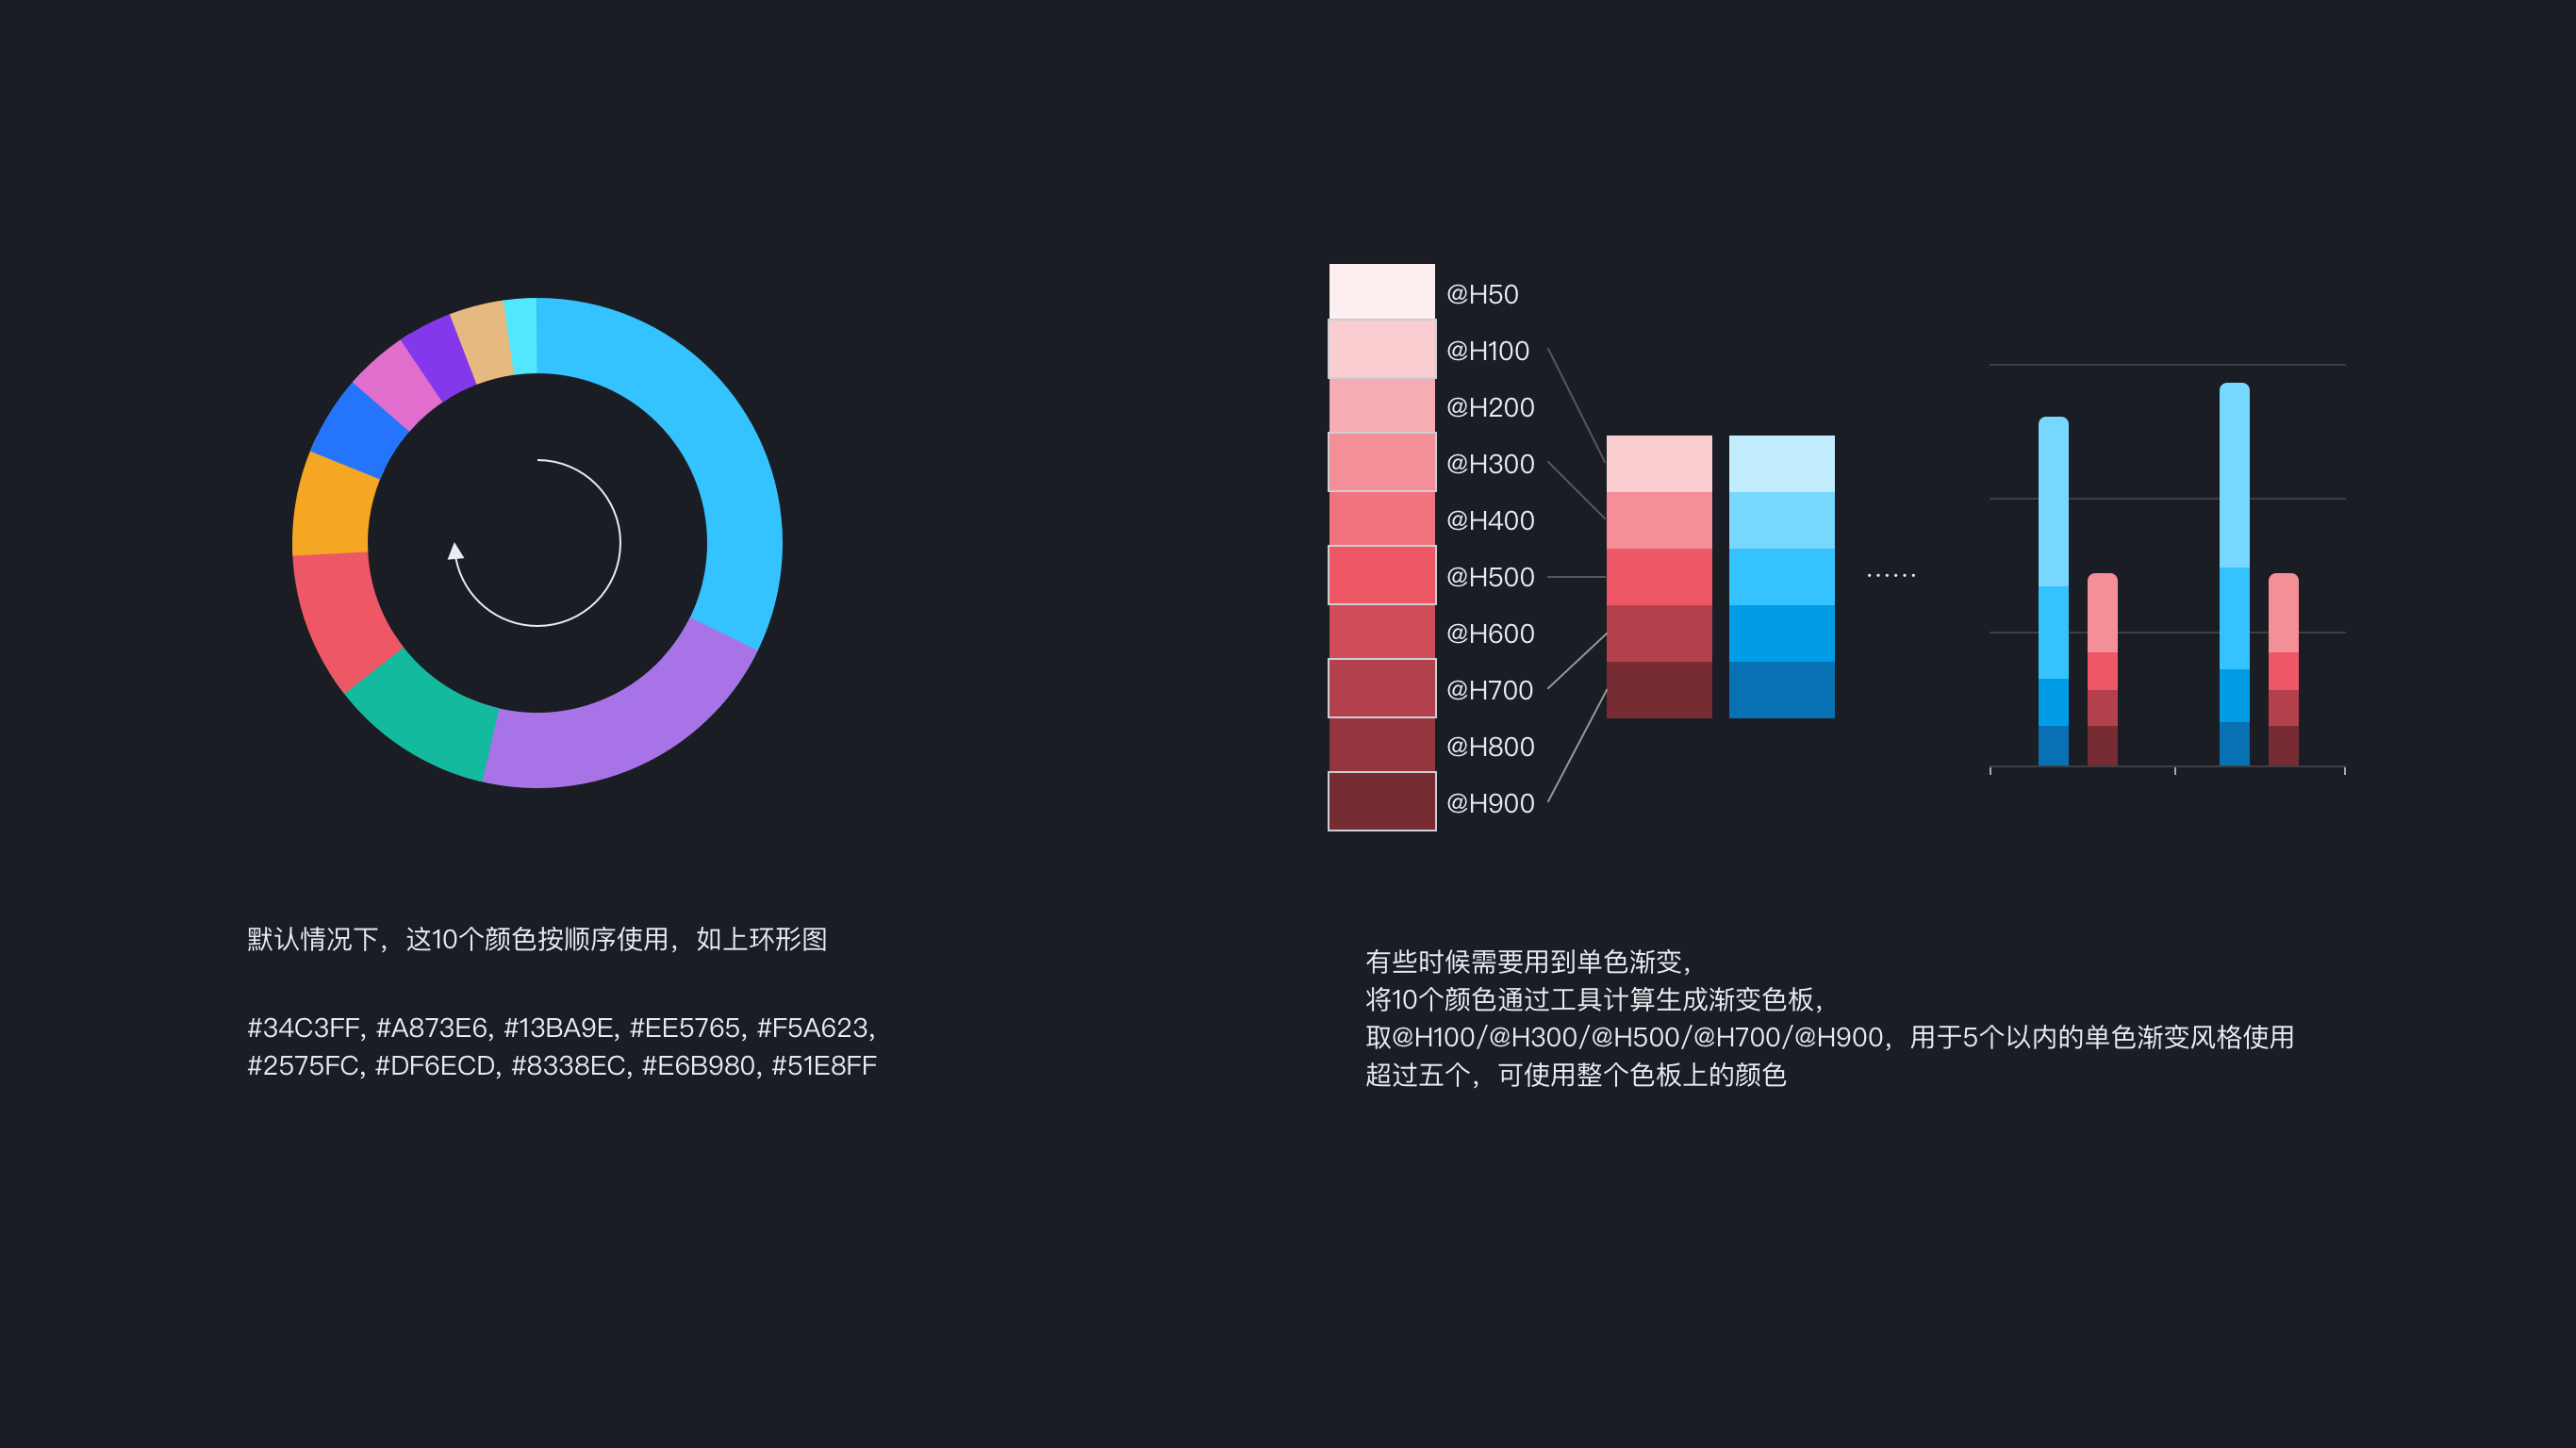 @H50
@H100
@H200
@H300
@H400
@H500
@H600
@H700
@H800
@H900
......
默认情况下，这10个颜色按顺序使用，如上环形图
#34C3FF, #A873E6, #13BA9E, #EE5765, #F5A623,
#2575FC, #DF6ECD, #8338EC, #E6B980, #51E8FF
有些时候需要用到单色渐变，
将10个颜色通过工具计算生成渐变色板，
取@H100/@H300/@H500/@H700/@H900，用于5个以内的单色渐变风格使用
超过五个，可使用整个色板上的颜色